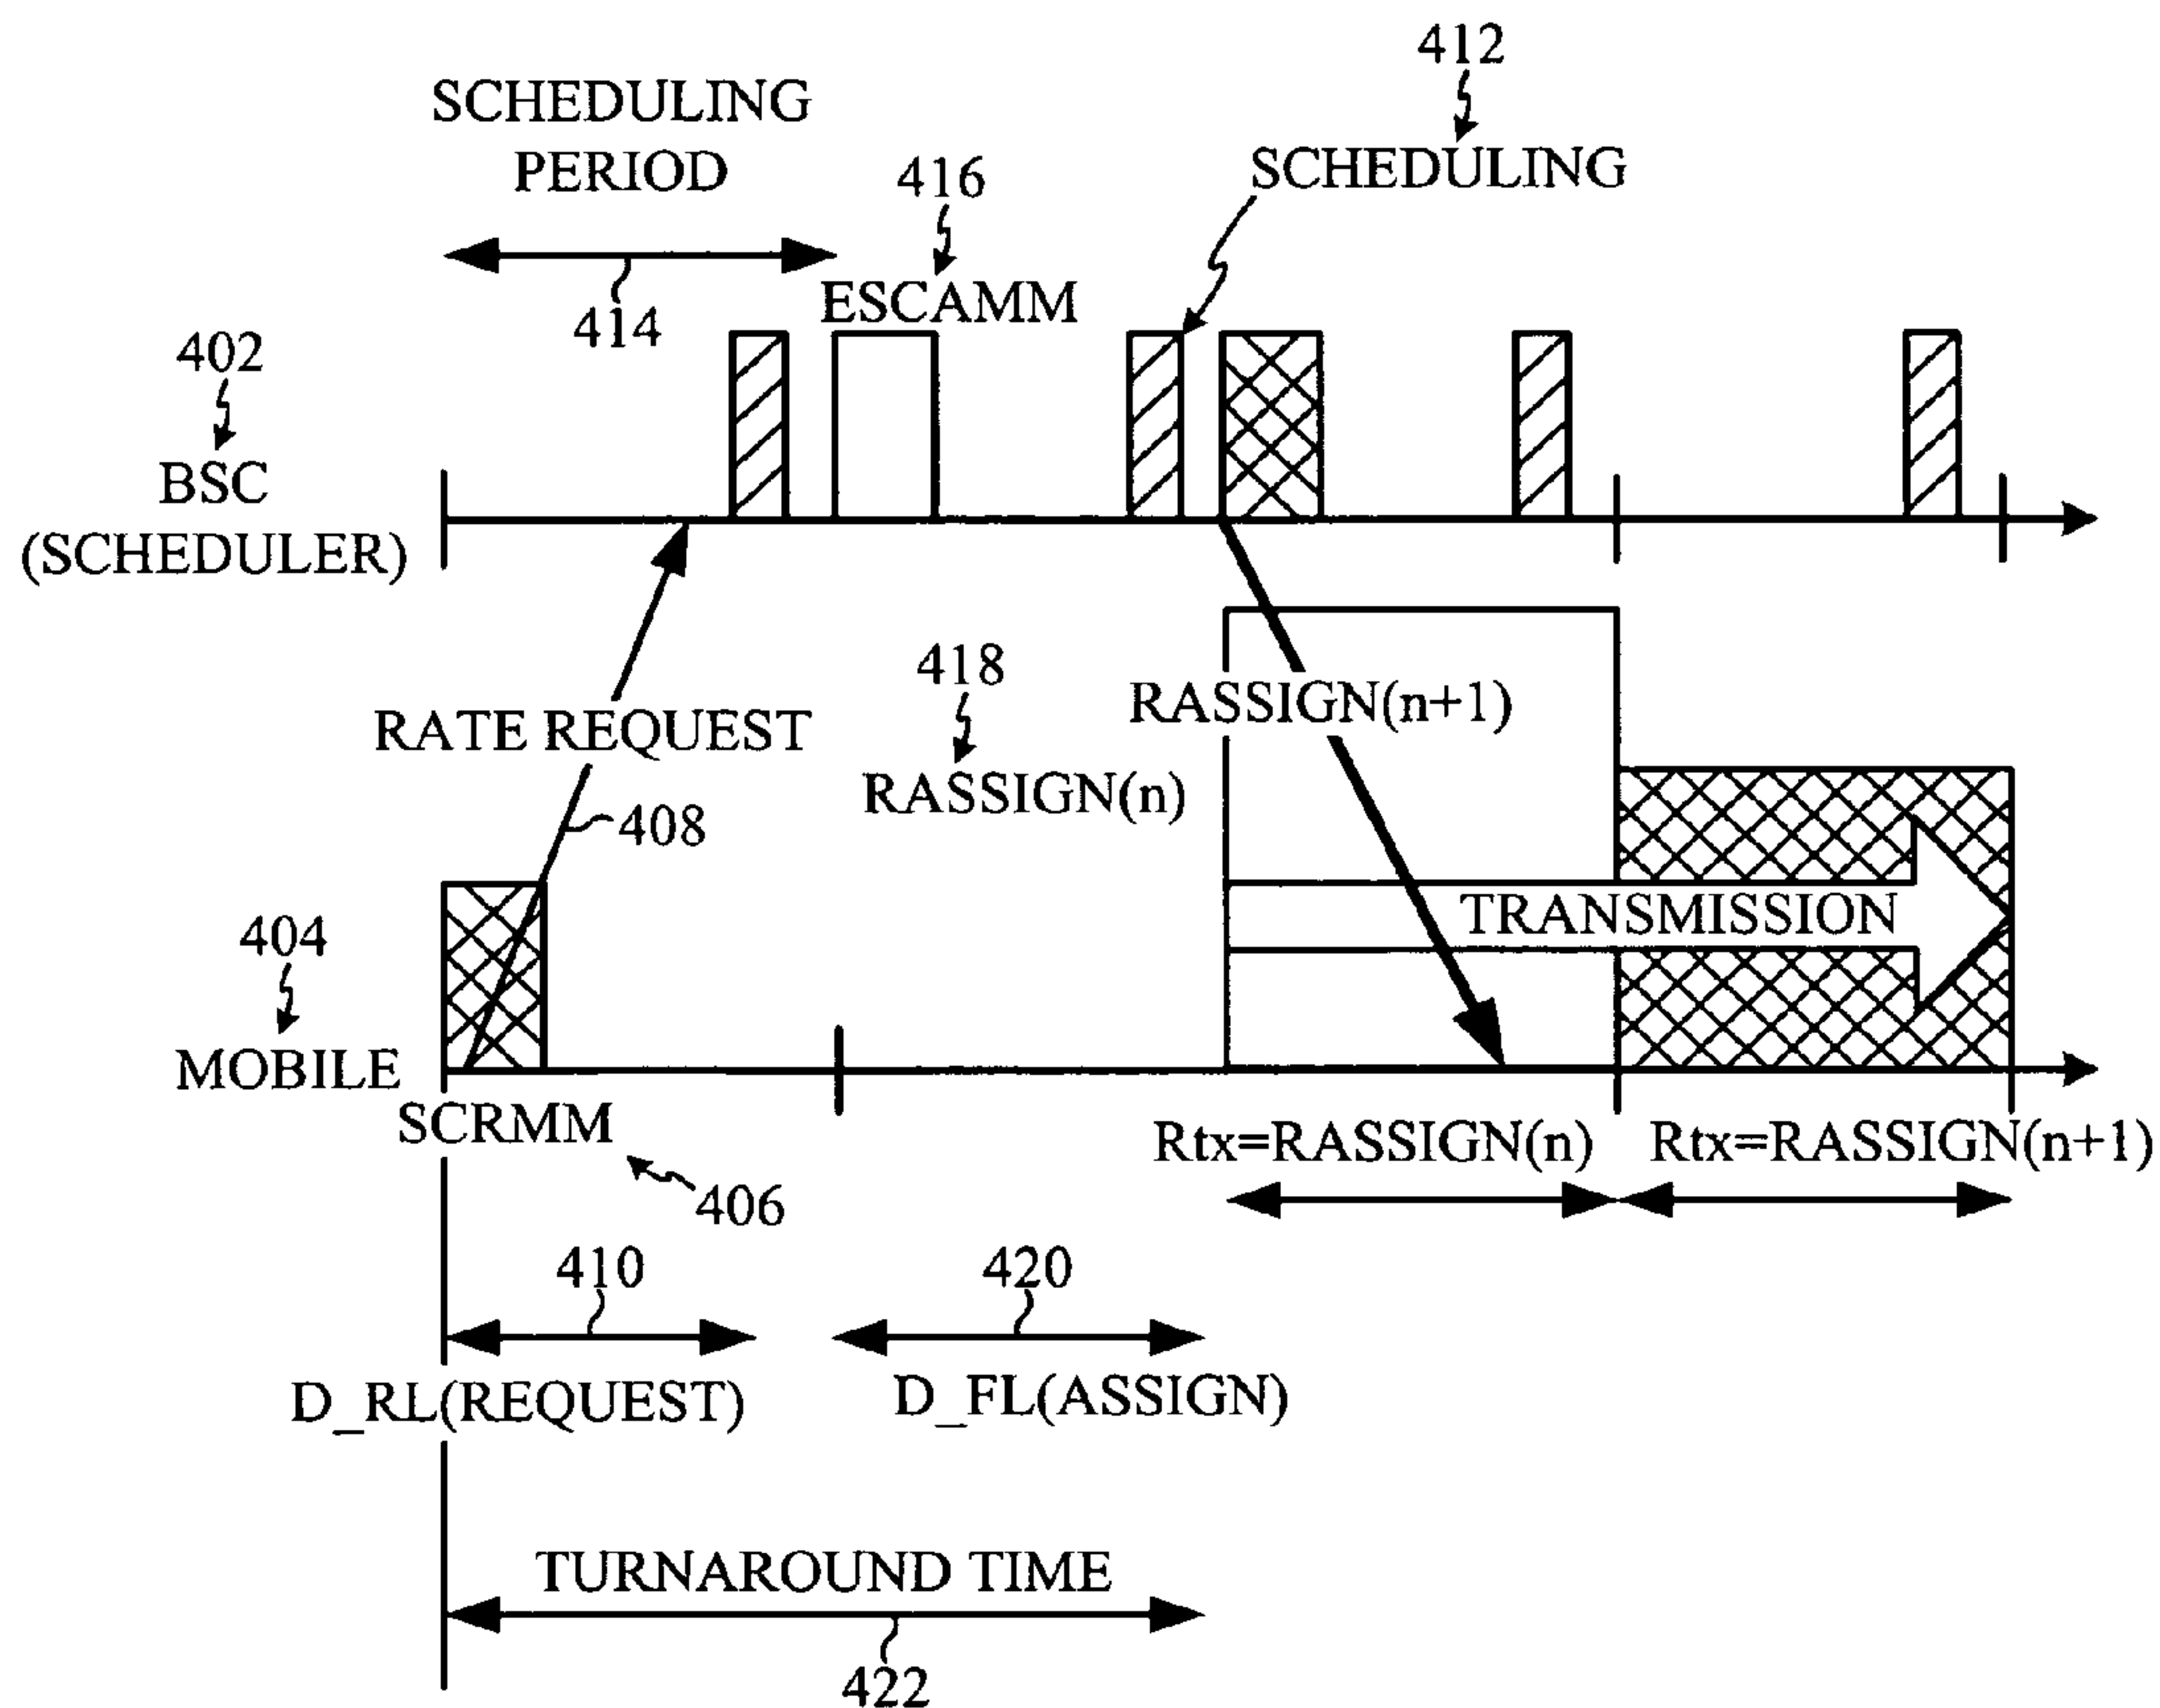 412
SCHEDULING
PERIOD
416
SCHEDULING
414
ESCAMM
402
BSC
(SCHEDULER)
418
RASSIGN(n+1)
RATE REQUEST
RASSIGN(n)
408
TRANSMISSION
404
MOBILE
SCRMM
406
Rtx=RASSIGN(n)
Rtx=RASSIGN(n+1)
410
420
D_RL(REQUEST)
D_FL(ASSIGN)
TURNAROUND TIME
422